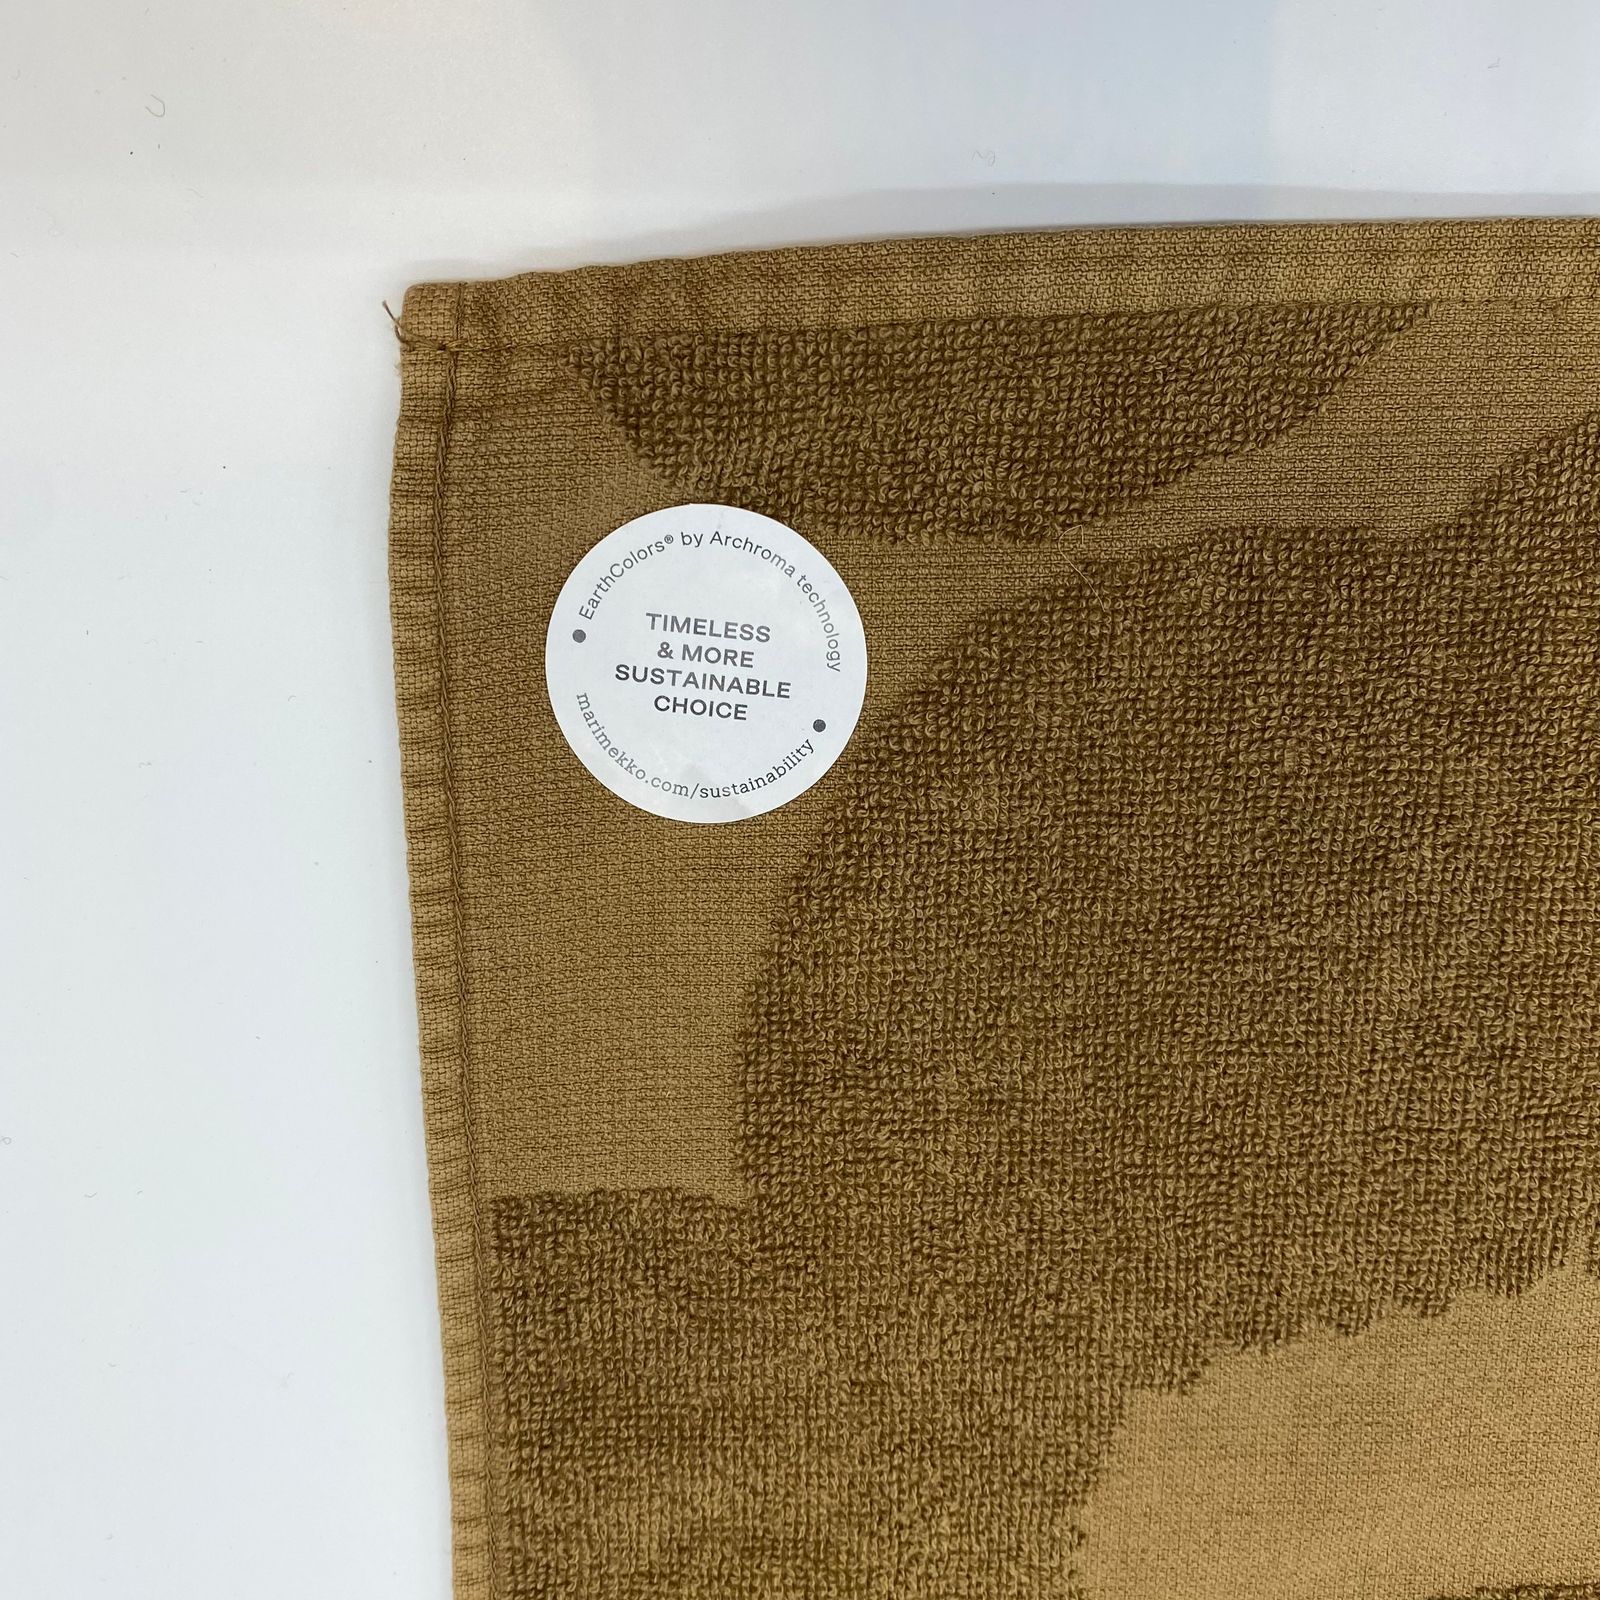 EarthColors® by Archroma technology
TIMELESS
& MORE
SUSTAINABLE
CHOICE
marimekko.com/sustainability